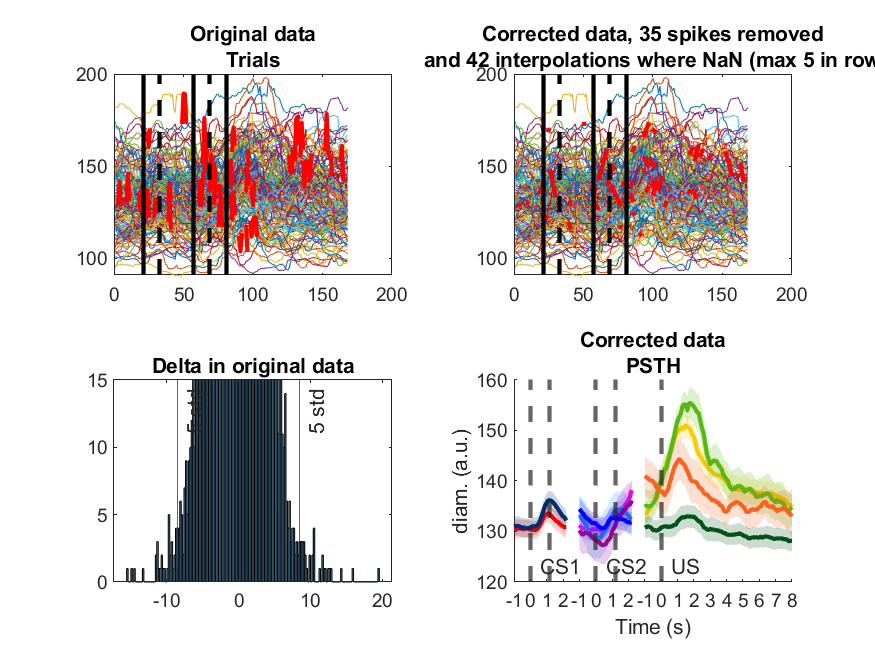 Original data
Trials
200
150
100
0 50 100 150 200
Corrected data, 35 spikes removed
and 42 interpolations where NaN (max 5 in row
200
150
100
0 50 100 150 200
Delta in original data
15
10
5
0
5 std
5 std
-10 0 10 20
Corrected data
PSTH
160
150
140
130
120
diam. (a.u.)
CS1 CS2 US
-1 0 1 2 -1 0 1 2 -1 0 1 2 3 4 5 6 7 8
Time (s)